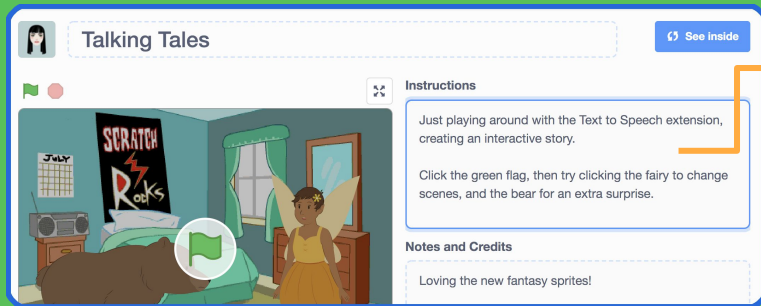 Talking Tales
See inside
Instructions
Just playing around with the Text to Speech extension,
creating an interactive story.
Click the green flag, then try clicking the fairy to change
scenes, and the bear for an extra surprise.
JULY
SCRATCH
Rocks
Notes and Credits
Loving the new fantasy sprites!